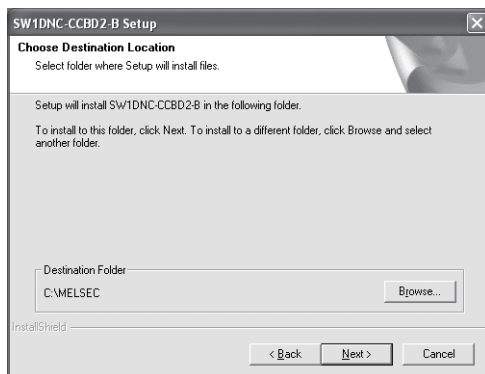 SW1DNC-CCBD2-B Setup
Choose Destination Location
Select folder where Setup will install files.
Setup will install SW1DNC-CCBD2-B in the following folder.
To install to this folder, click Next. To install to a different folder, click Browse and select
another folder.
Destination Folder
C:\MELSEC
Browse...
InstallShield
< Back
Next >
Cancel